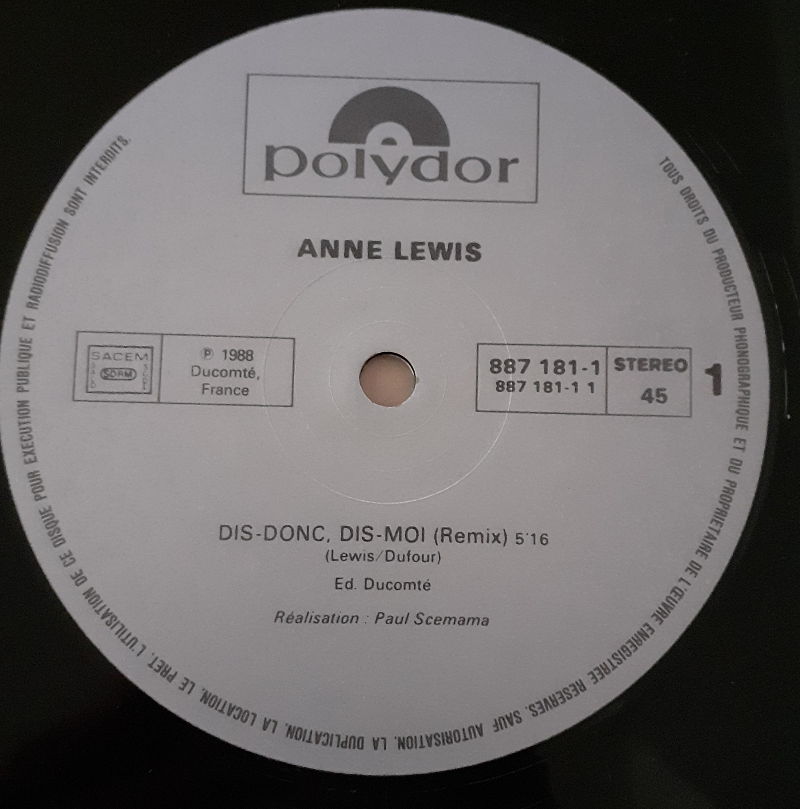 polydor
ANNE LEWIS
SACEM
SACD
SDRM
SCGL
℗ 1988
Ducomté,
France
887 181-1
887 181-1 1
STEREO
45
1
DIS-DONC, DIS-MOI (Remix) 5'16
(Lewis/Dufour)
Ed. Ducomté
Réalisation : Paul Scemama
TOUS DROITS DU PRODUCTEUR PHONOGRAPHIQUE ET DU PROPRIETAIRE DE L'ŒUVRE ENREGISTREE RESERVES. SAUF AUTORISATION, LA DUPLICATION, LA LOCATION, LE PRET, L'UTILISATION DE CE DISQUE POUR EXECUTION PUBLIQUE ET RADIODIFFUSION SONT INTERDITS.